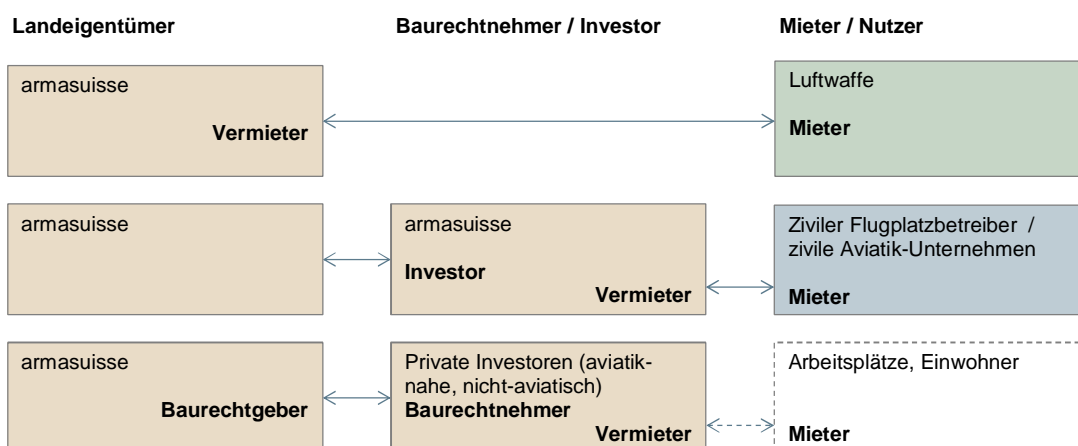 Landeigentümer
Baurechtnehmer / Investor
Mieter / Nutzer
armasuisse
Vermieter
Luftwaffe
Mieter
armasuisse
armasuisse
Investor
Vermieter
Ziviler Flugplatzbetreiber /
zivile Aviatik-Unternehmen
Mieter
armasuisse
Baurechtgeber
Private Investoren (aviatik-
nahe, nicht-aviatisch)
Baurechtnehmer
Vermieter
Arbeitsplätze, Einwohner
Mieter